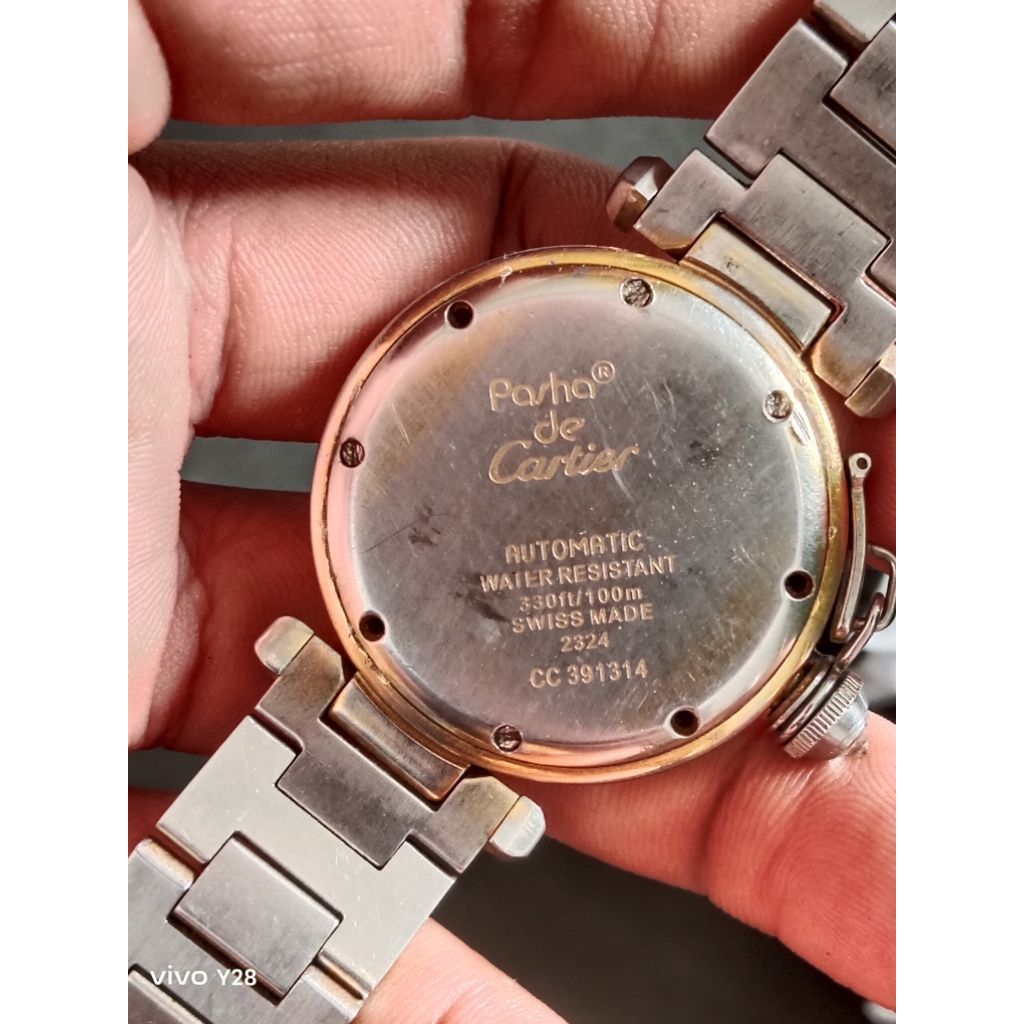 Pasha®
de
Cartier
AUTOMATIC
WATER RESISTANT
330ft/100m
SWISS MADE
2324
CC 391314
vivo Y28